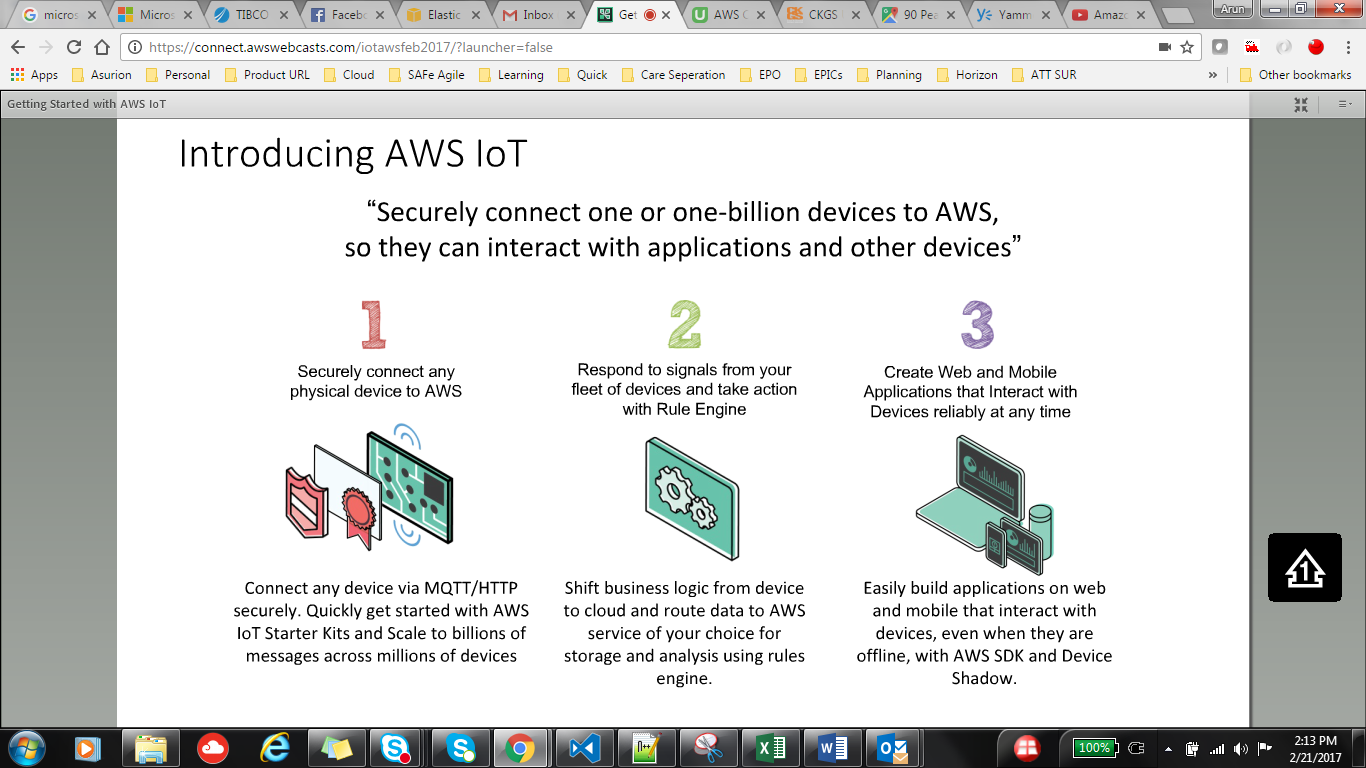 micros
Micros
TIBCO
Faceb
Elastic
Inbox
Get
AWS C
CKGS
90 Pea
Yamm
Amazo
Arun
https://connect.awswebcasts.com/iotawsfeb2017/?launcher=false
Apps
Asurion
Personal
Product URL
Cloud
SAFe Agile
Learning
Quick
Care Seperation
EPO
EPICs
Planning
Horizon
ATT SUR
»
Other bookmarks
Getting Started with AWS IoT
Introducing AWS IoT
“Securely connect one or one-billion devices to AWS,
so they can interact with applications and other devices”
1
Securely connect any
physical device to AWS
Connect any device via MQTT/HTTP
securely. Quickly get started with AWS
IoT Starter Kits and Scale to billions of
messages across millions of devices
2
Respond to signals from your
fleet of devices and take action
with Rule Engine
Shift business logic from device
to cloud and route data to AWS
service of your choice for
storage and analysis using rules
engine.
3
Create Web and Mobile
Applications that Interact with
Devices reliably at any time
Easily build applications on web
and mobile that interact with
devices, even when they are
offline, with AWS SDK and Device
Shadow.
1
100%
2:13 PM
2/21/2017